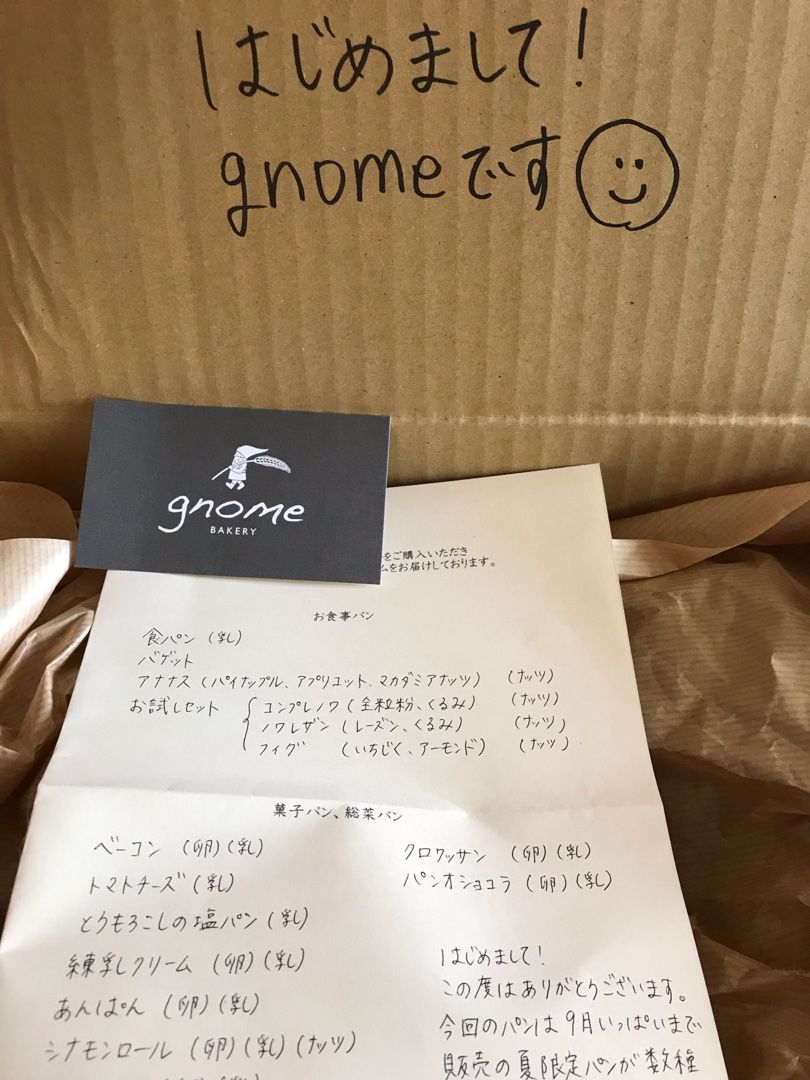 はじめまして!
gnomeです
gnome
BAKERY
をご購入いただき
ムをお届けしております。
お食事パン
食パン (乳)
バゲット
アナナス (パイナップル、アプリコット、マカダミアナッツ) (ナッツ)
お試しセット コンプレノワ (全粒粉、くるみ) (ナッツ)
ノワレザン (レーズン、くるみ) (ナッツ)
フィグ (いちじく、アーモンド) (ナッツ)
菓子パン、総菜パン
ベーコン (卵)(乳)
トマトチーズ(乳)
とうもろこしの塩パン (乳)
練乳クリーム (卵)(乳)
あんぱん (卵)(乳)
シナモンロール (卵)(乳)(ナッツ)
クロワッサン (卵)(乳)
パンオショコラ (卵)(乳)
はじめまして!
この度はありがとうございます。
今回のパンは9月いっぱいまで
販売の夏限定パンが数種